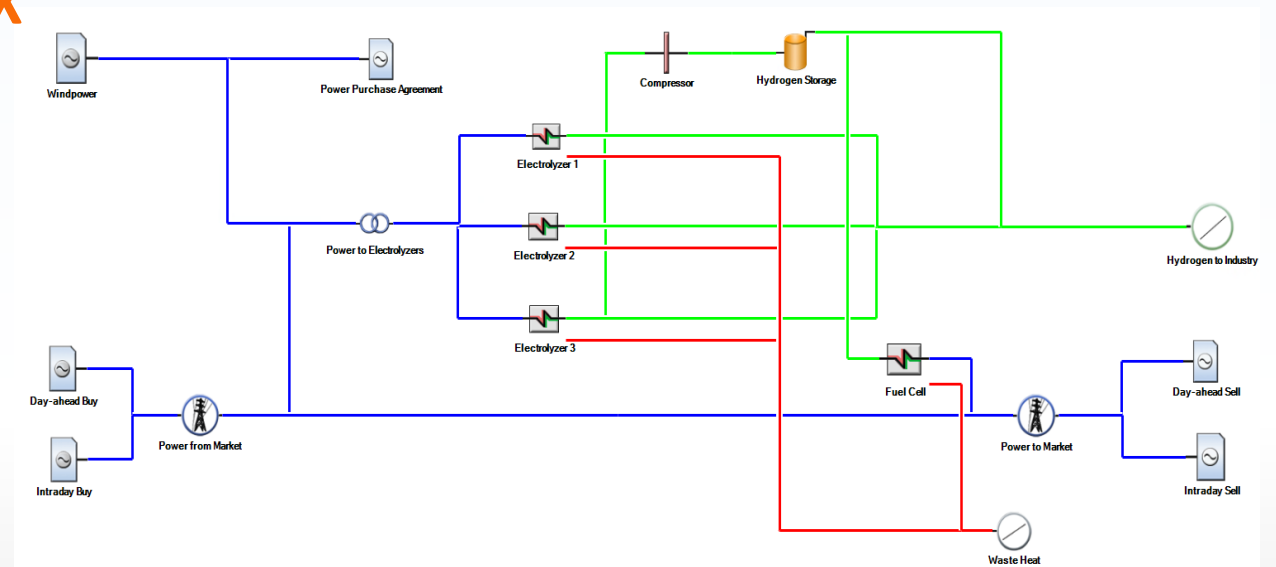 Windpower
Power Purchase Agreement
Compressor
Hydrogen Storage
Electrolyzer 1
Power to Electrolyzers
Electrolyzer 2
Hydrogen to Industry
Electrolyzer 3
Day-ahead Buy
Fuel Cell
Day-ahead Sell
Power from Market
Power to Market
Intraday Buy
Intraday Sell
Waste Heat